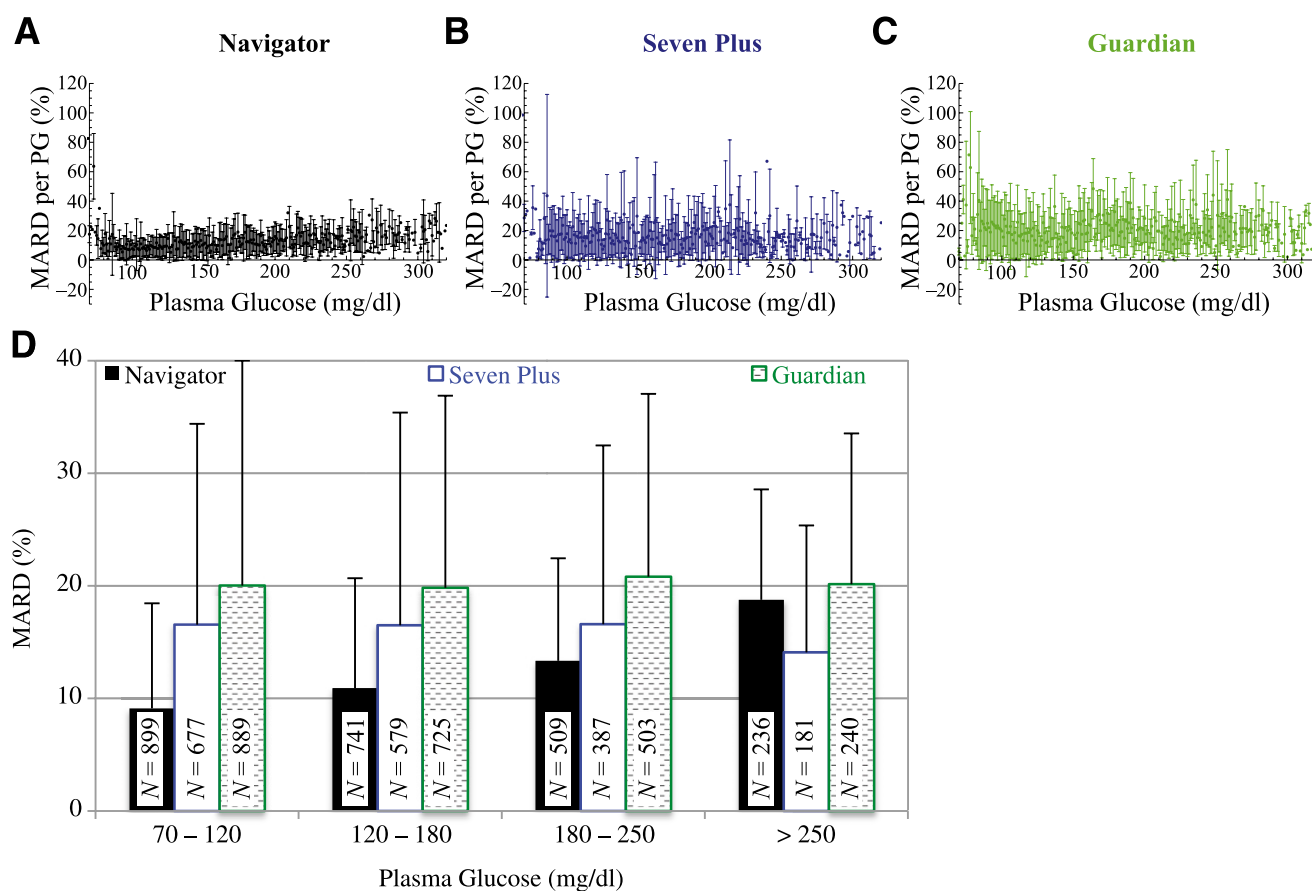 A
Navigator
B
Seven Plus
C
Guardian
MARD per PG (%)
120
100
80
60
40
20
0
−20
100
150
200
250
300
Plasma Glucose (mg/dl)
MARD per PG (%)
120
100
80
60
40
20
0
−20
100
150
200
250
300
Plasma Glucose (mg/dl)
MARD per PG (%)
120
100
80
60
40
20
0
−20
100
150
200
250
300
Plasma Glucose (mg/dl)
D
Navigator
Seven Plus
Guardian
MARD (%)
40
30
20
10
0
N = 899
N = 677
N = 889
N = 741
N = 579
N = 725
N = 509
N = 387
N = 503
N = 236
N = 181
N = 240
70 – 120
120 – 180
180 – 250
> 250
Plasma Glucose (mg/dl)